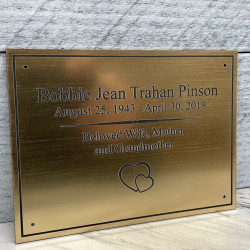 Bobbie Jean Trahan Pinson
August 25, 1943 - April 30, 2019
Beloved Wife, Mother
and Grandmother